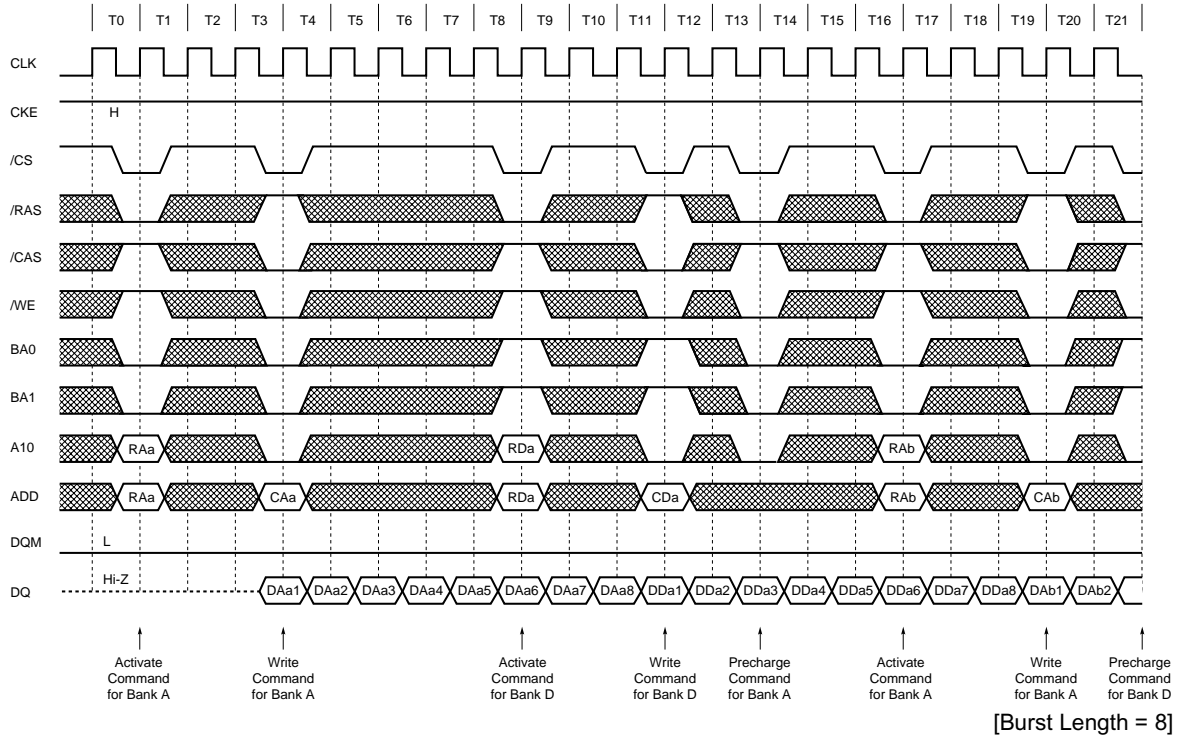 T0 T1 T2 T3 T4 T5 T6 T7 T8 T9 T10 T11 T12 T13 T14 T15 T16 T17 T18 T19 T20 T21
CLK
CKE H
/CS
/RAS
/CAS
/WE
BA0
BA1
A10 RAa RDa RAb
ADD RAa CAa RDa CDa RAb CAb
DQM L
DQ Hi-Z DAa1 DAa2 DAa3 DAa4 DAa5 DAa6 DAa7 DAa8 DDa1 DDa2 DDa3 DDa4 DDa5 DDa6 DDa7 DDa8 DAb1 DAb2
Activate Write Activate Write Precharge Activate Write Precharge
Command Command Command Command Command Command Command Command
for Bank A for Bank A for Bank D for Bank D for Bank A for Bank A for Bank A for Bank D
[Burst Length = 8]